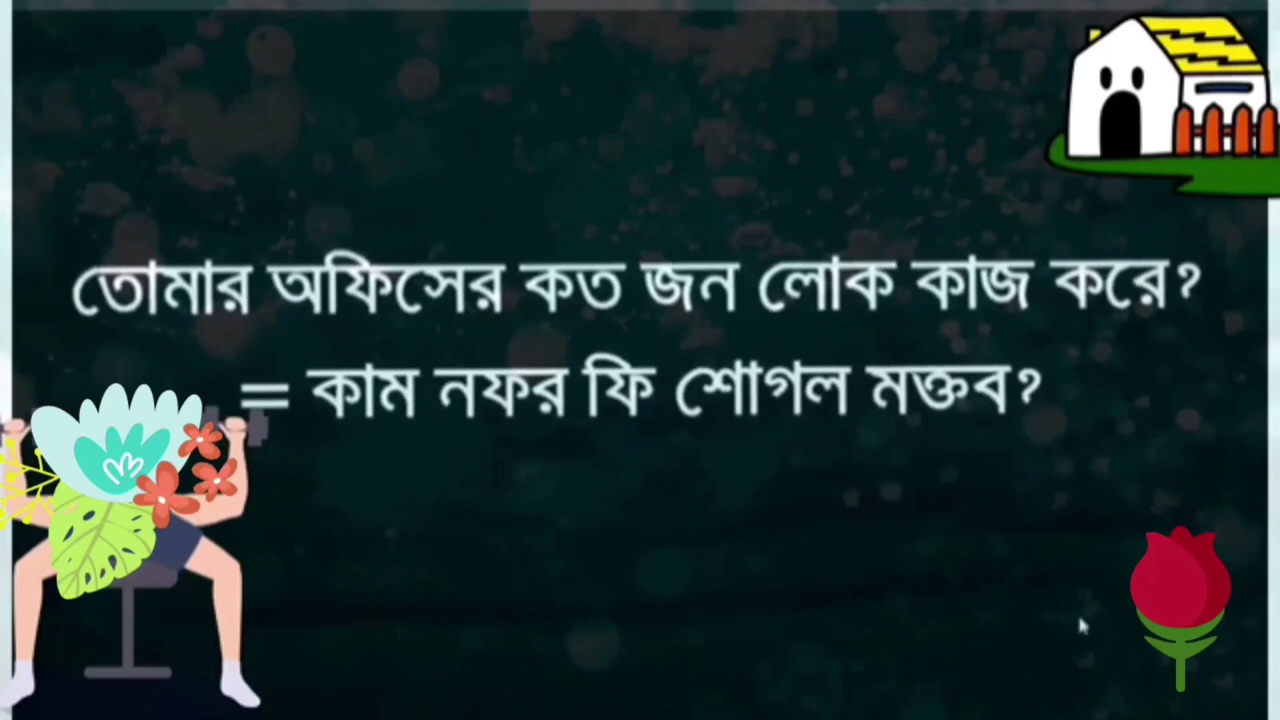 তোমার অফিসের কত জন লোক কাজ করে?
= কাম নফর ফি শোগল মক্তব?